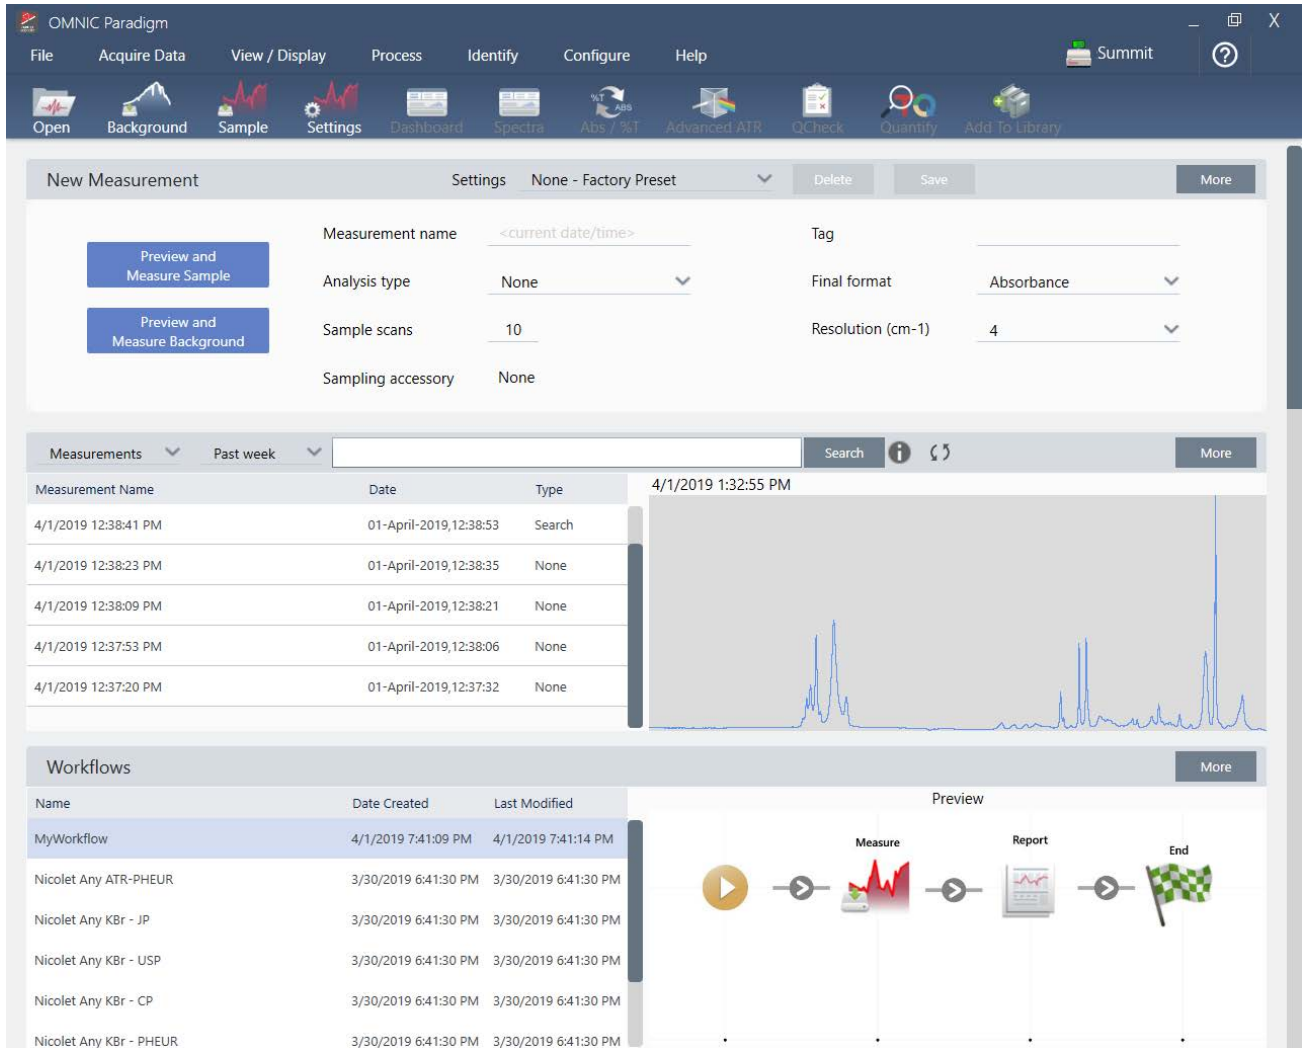 OMNIC Paradigm
File Acquire Data View / Display Process Identify Configure Help Summit
Open Background Sample Settings Dashboard Spectra Abs / %T Advanced ATR QCheck Quantify Add To Library
%T ABS
New Measurement Settings None - Factory Preset Delete Save More
Measurement name <current date/time> Tag
Preview and
Measure Sample
Analysis type None Final format Absorbance
Preview and
Measure Background
Sample scans 10 Resolution (cm-1) 4
Sampling accessory None
Measurements Past week Search More
Measurement Name Date Type 4/1/2019 1:32:55 PM
4/1/2019 12:38:41 PM 01-April-2019,12:38:53 Search
4/1/2019 12:38:23 PM 01-April-2019,12:38:35 None
4/1/2019 12:38:09 PM 01-April-2019,12:38:21 None
4/1/2019 12:37:53 PM 01-April-2019,12:38:06 None
4/1/2019 12:37:20 PM 01-April-2019,12:37:32 None
Workflows More
Name Date Created Last Modified Preview
MyWorkflow 4/1/2019 7:41:09 PM 4/1/2019 7:41:14 PM
Measure Report End
Nicolet Any ATR-PHEUR 3/30/2019 6:41:30 PM 3/30/2019 6:41:30 PM
Nicolet Any KBr - JP 3/30/2019 6:41:30 PM 3/30/2019 6:41:30 PM
Nicolet Any KBr - USP 3/30/2019 6:41:30 PM 3/30/2019 6:41:30 PM
Nicolet Any KBr - CP 3/30/2019 6:41:30 PM 3/30/2019 6:41:30 PM
Nicolet Any KBr - PHEUR 3/30/2019 6:41:30 PM 3/30/2019 6:41:30 PM